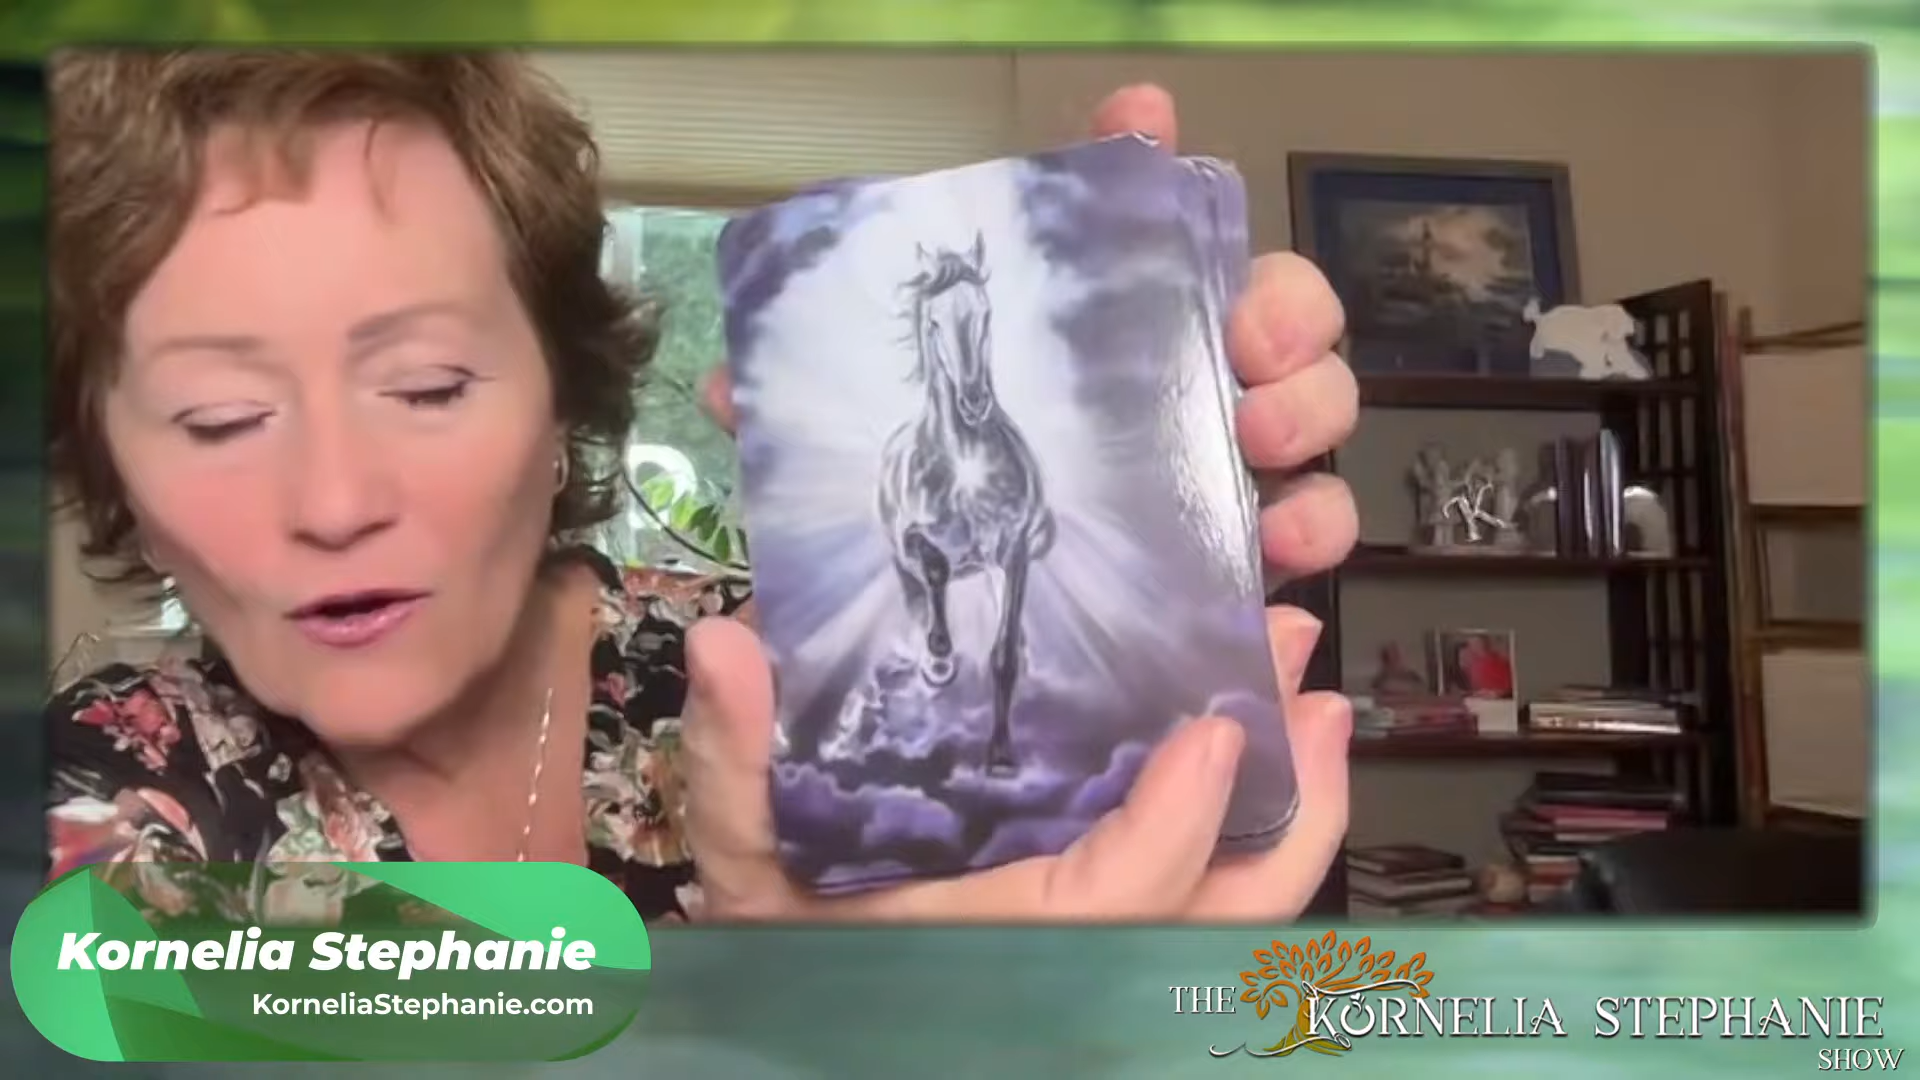 K
Kornelia Stephanie
KorneliaStephanie.com
THE KORNELIA STEPHANIE
SHOW